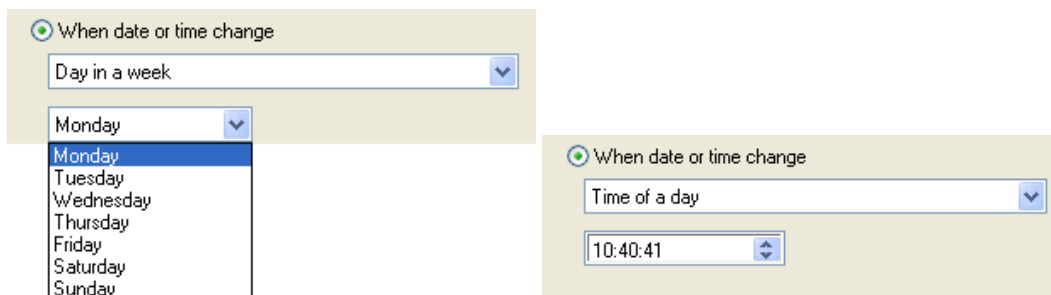 When date or time change
Day in a week
Monday
Monday
Tuesday
Wednesday
Thursday
Friday
Saturday
Sunday
When date or time change
Time of a day
10:40:41